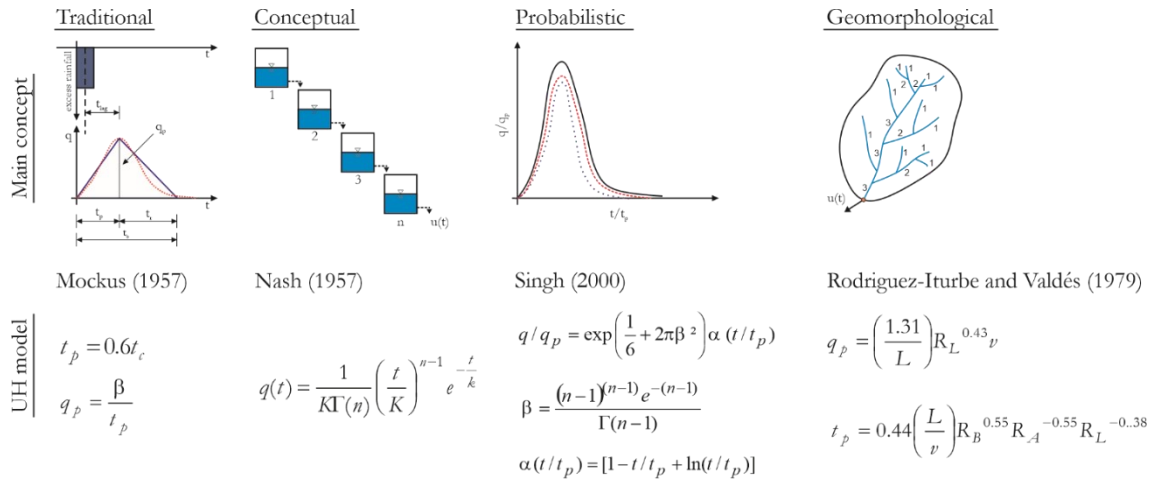 Traditional Conceptual Probabilistic Geomorphological
Main concept
excess rainfall
t
t_lag
q_p
q
t
t_p
t_b
1
2
3
n
u(t)
q/q_p
t/t_p
1 1 1 1
2 2
1
3
1 2 1
1
3 2 1
1
3
u(t)
Mockus (1957) Nash (1957) Singh (2000) Rodriguez-Iturbe and Valdés (1979)
UH model
t_p = 0.6t_c
q_p = β / t_p
q(t) = 1 / KΓ(n) (t / K)^(n−1) e^(−t/k)
q/q_p = exp(1/6 + 2πβ²) α (t/t_p)
β = (n−1)^(n−1) e^−(n−1) / Γ(n−1)
α(t/t_p) = [1−t/t_p + ln(t/t_p)]
q_p = (1.31 / L) R_L^0.43 v
t_p = 0.44 (L / v) R_B^0.55 R_A^−0.55 R_L^−0..38